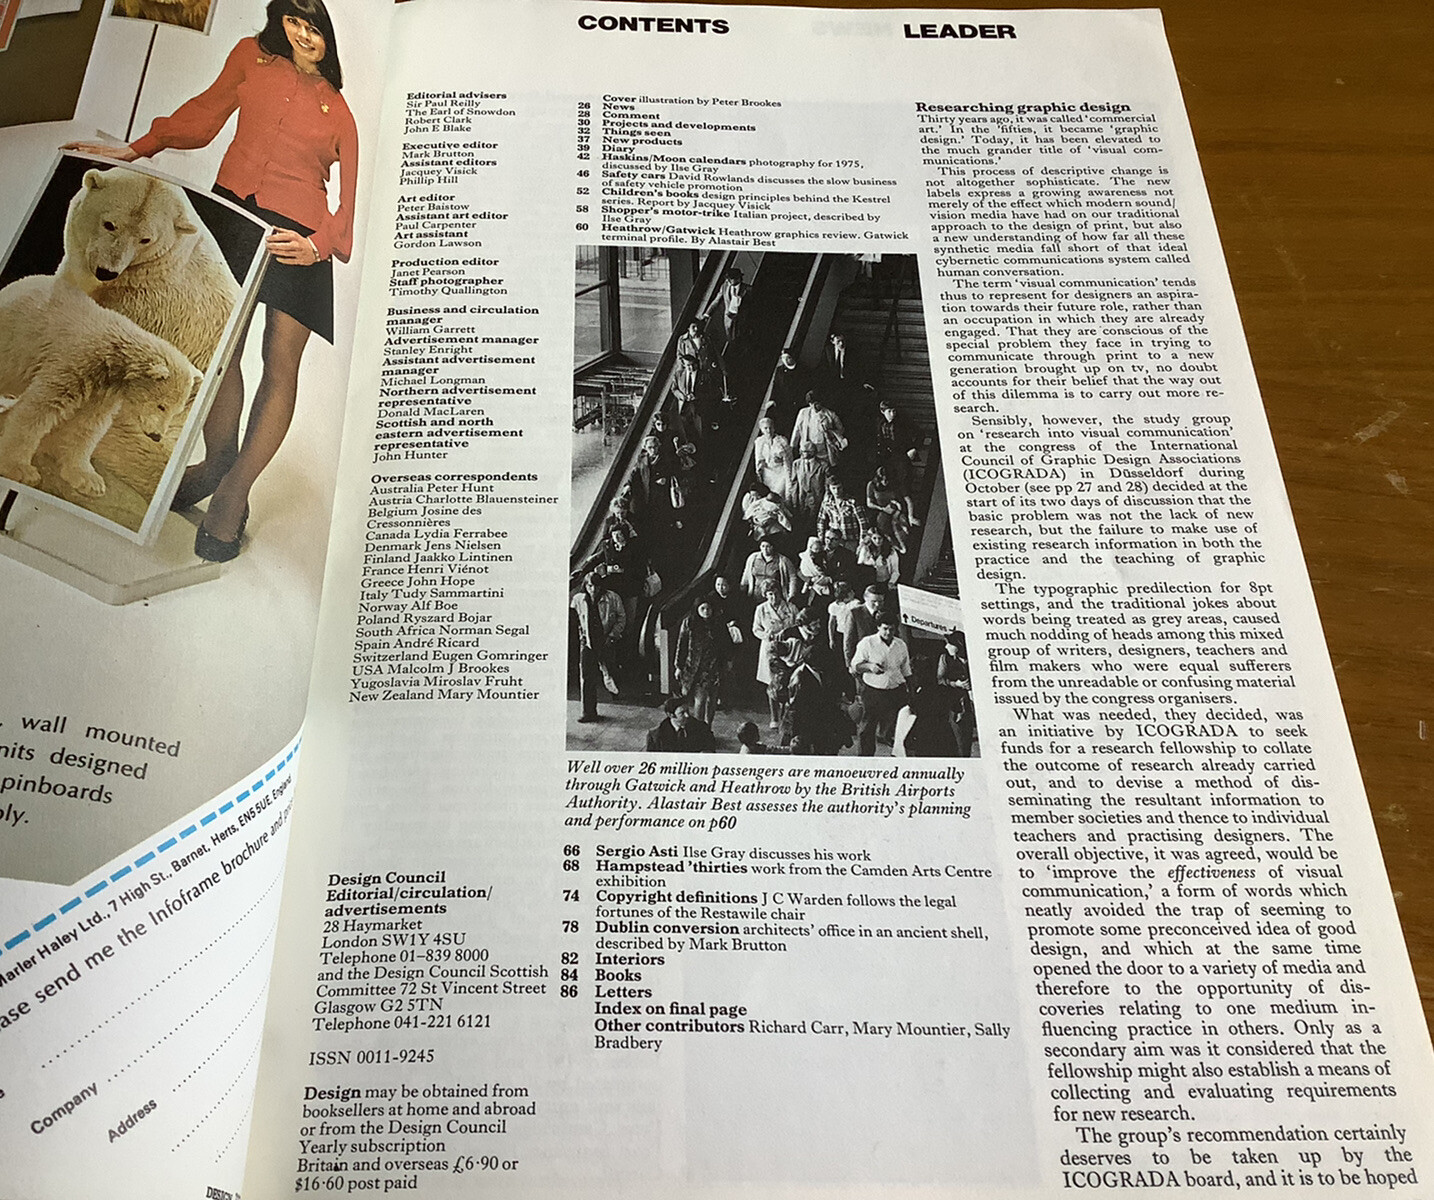 CONTENTS
LEADER
Editorial advisers
Sir Paul Reilly
The Earl of Snowdon
Robert Clark
John E Blake
Executive editor
Mark Brutton
Assistant editors
Jacquey Visick
Phillip Hill
Art editor
Peter Baistow
Assistant art editor
Paul Carpenter
Art assistant
Gordon Lawson
Production editor
Janet Pearson
Staff photographer
Timothy Quallington
Business and circulation
manager
William Garrett
Advertisement manager
Stanley Enright
Assistant advertisement
manager
Michael Longman
Northern advertisement
representative
Donald MacLaren
Scottish and north
eastern advertisement
representative
John Hunter
Overseas correspondents
Australia Peter Hunt
Austria Charlotte Blauensteiner
Belgium Josine des
Cressonnières
Canada Lydia Ferrabee
Denmark Jens Nielsen
Finland Jaakko Lintinen
France Henri Viénot
Greece John Hope
Italy Tudy Sammartini
Norway Alf Boe
Poland Ryszard Bojar
South Africa Norman Segal
Spain André Ricard
Switzerland Eugen Gomringer
USA Malcolm J Brookes
Yugoslavia Miroslav Fruht
New Zealand Mary Mountier
Design Council
Editorial/circulation/
advertisements
28 Haymarket
London SW1Y 4SU
Telephone 01–839 8000
and the Design Council Scottish
Committee 72 St Vincent Street
Glasgow G2 5TN
Telephone 041-221 6121
ISSN 0011-9245
Design may be obtained from
booksellers at home and abroad
or from the Design Council
Yearly subscription
Britain and overseas £6·90 or
$16·60 post paid
Cover illustration by Peter Brookes
26 News
28 Comment
30 Projects and developments
32 Things seen
37 New products
39 Diary
42 Haskins/Moon calendars photography for 1975,
discussed by Ilse Gray
46 Safety cars David Rowlands discusses the slow business
of safety vehicle promotion
52 Children's books design principles behind the Kestrel
series. Report by Jacquey Visick
58 Shopper's motor-trike Italian project, described by
Ilse Gray
60 Heathrow/Gatwick Heathrow graphics review. Gatwick
terminal profile. By Alastair Best
Departures
Well over 26 million passengers are manoeuvred annually
through Gatwick and Heathrow by the British Airports
Authority. Alastair Best assesses the authority's planning
and performance on p60
66 Sergio Asti Ilse Gray discusses his work
68 Hampstead 'thirties work from the Camden Arts Centre
exhibition
74 Copyright definitions J C Warden follows the legal
fortunes of the Restawile chair
78 Dublin conversion architects' office in an ancient shell,
described by Mark Brutton
82 Interiors
84 Books
86 Letters
Index on final page
Other contributors Richard Carr, Mary Mountier, Sally
Bradbery
Researching graphic design
Thirty years ago, it was called 'commercial
art.' In the 'fifties, it became 'graphic
design.' Today, it has been elevated to
the much grander title of 'visual com-
munications.'
This process of descriptive change is
not altogether sophistic. The new
labels express a growing awareness not
merely of the effect which modern sound/
vision media have had on our traditional
approach to the design of print, but also
a new understanding of how far all these
synthetic media fall short of that ideal
cybernetic communications system called
human conversation.
The term 'visual communication' tends
thus to represent for designers an aspira-
tion towards their future role, rather than
an occupation in which they are already
engaged. That they are conscious of the
special problem they face in trying to
communicate through print to a new
generation brought up on tv, no doubt
accounts for their belief that the way out
of this dilemma is to carry out more re-
search.
Sensibly, however, the study group
on 'research into visual communication'
at the congress of the International
Council of Graphic Design Associations
(ICOGRADA) in Düsseldorf during
October (see pp 27 and 28) decided at the
start of its two days of discussion that the
basic problem was not the lack of new
research, but the failure to make use of
existing research information in both the
practice and the teaching of graphic
design.
The typographic predilection for 8pt
settings, and the traditional jokes about
words being treated as grey areas, caused
much nodding of heads among this mixed
group of writers, designers, teachers and
film makers who were equal sufferers
from the unreadable or confusing material
issued by the congress organisers.
What was needed, they decided, was
an initiative by ICOGRADA to seek
funds for a research fellowship to collate
the outcome of research already carried
out, and to devise a method of dis-
seminating the resultant information to
member societies and thence to individual
teachers and practising designers. The
overall objective, it was agreed, would be
to 'improve the effectiveness of visual
communication,' a form of words which
neatly avoided the trap of seeming to
promote some preconceived idea of good
design, and which at the same time
opened the door to a variety of media and
therefore to the opportunity of dis-
coveries relating to one medium in-
fluencing practice in others. Only as a
secondary aim was it considered that the
fellowship might also establish a means of
collecting and evaluating requirements
for new research.
The group's recommendation certainly
deserves to be taken up by the
ICOGRADA board, and it is to be hoped
wall mounted
nits designed
pinboards
ly.
Marler Haley Ltd., 7 High St., Barnet, Herts, EN5 5UE, England
ase send me the Infoframe brochure and
Company
Address
DESIGN